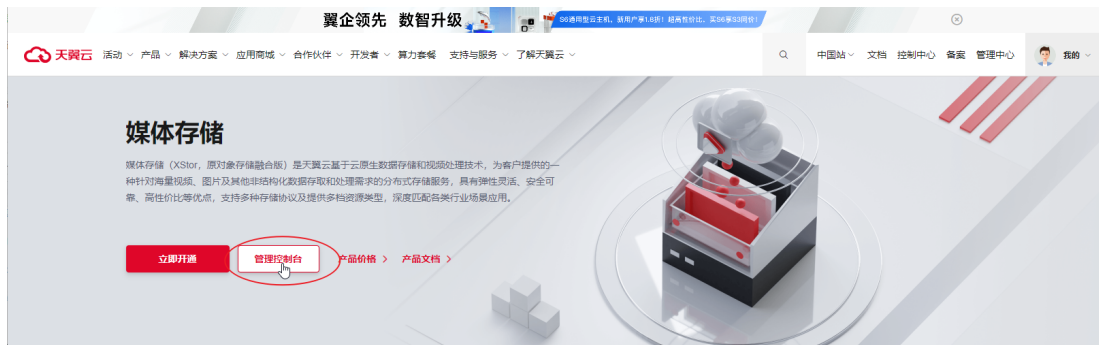 翼企领先 数智升级
S6通用型云主机，新用户享1.6折！超高性价比，买S6享S3同价！
天翼云 活动 产品 解决方案 应用商城 合作伙伴 开发者 算力套餐 支持与服务 了解天翼云 中国站 文档 控制中心 备案 管理中心 我的
媒体存储
媒体存储（XStor，原对象存储融合版）是天翼云基于云原生数据存储和视频处理技术，为客户提供的一
种针对海量视频、图片及其他非结构化数据存取和处理需求的分布式存储服务，具有弹性灵活、安全可
靠、高性价比等优点，支持多种存储协议及提供多档资源类型，深度匹配各类行业场景应用。
立即开通 管理控制台 产品价格 产品文档